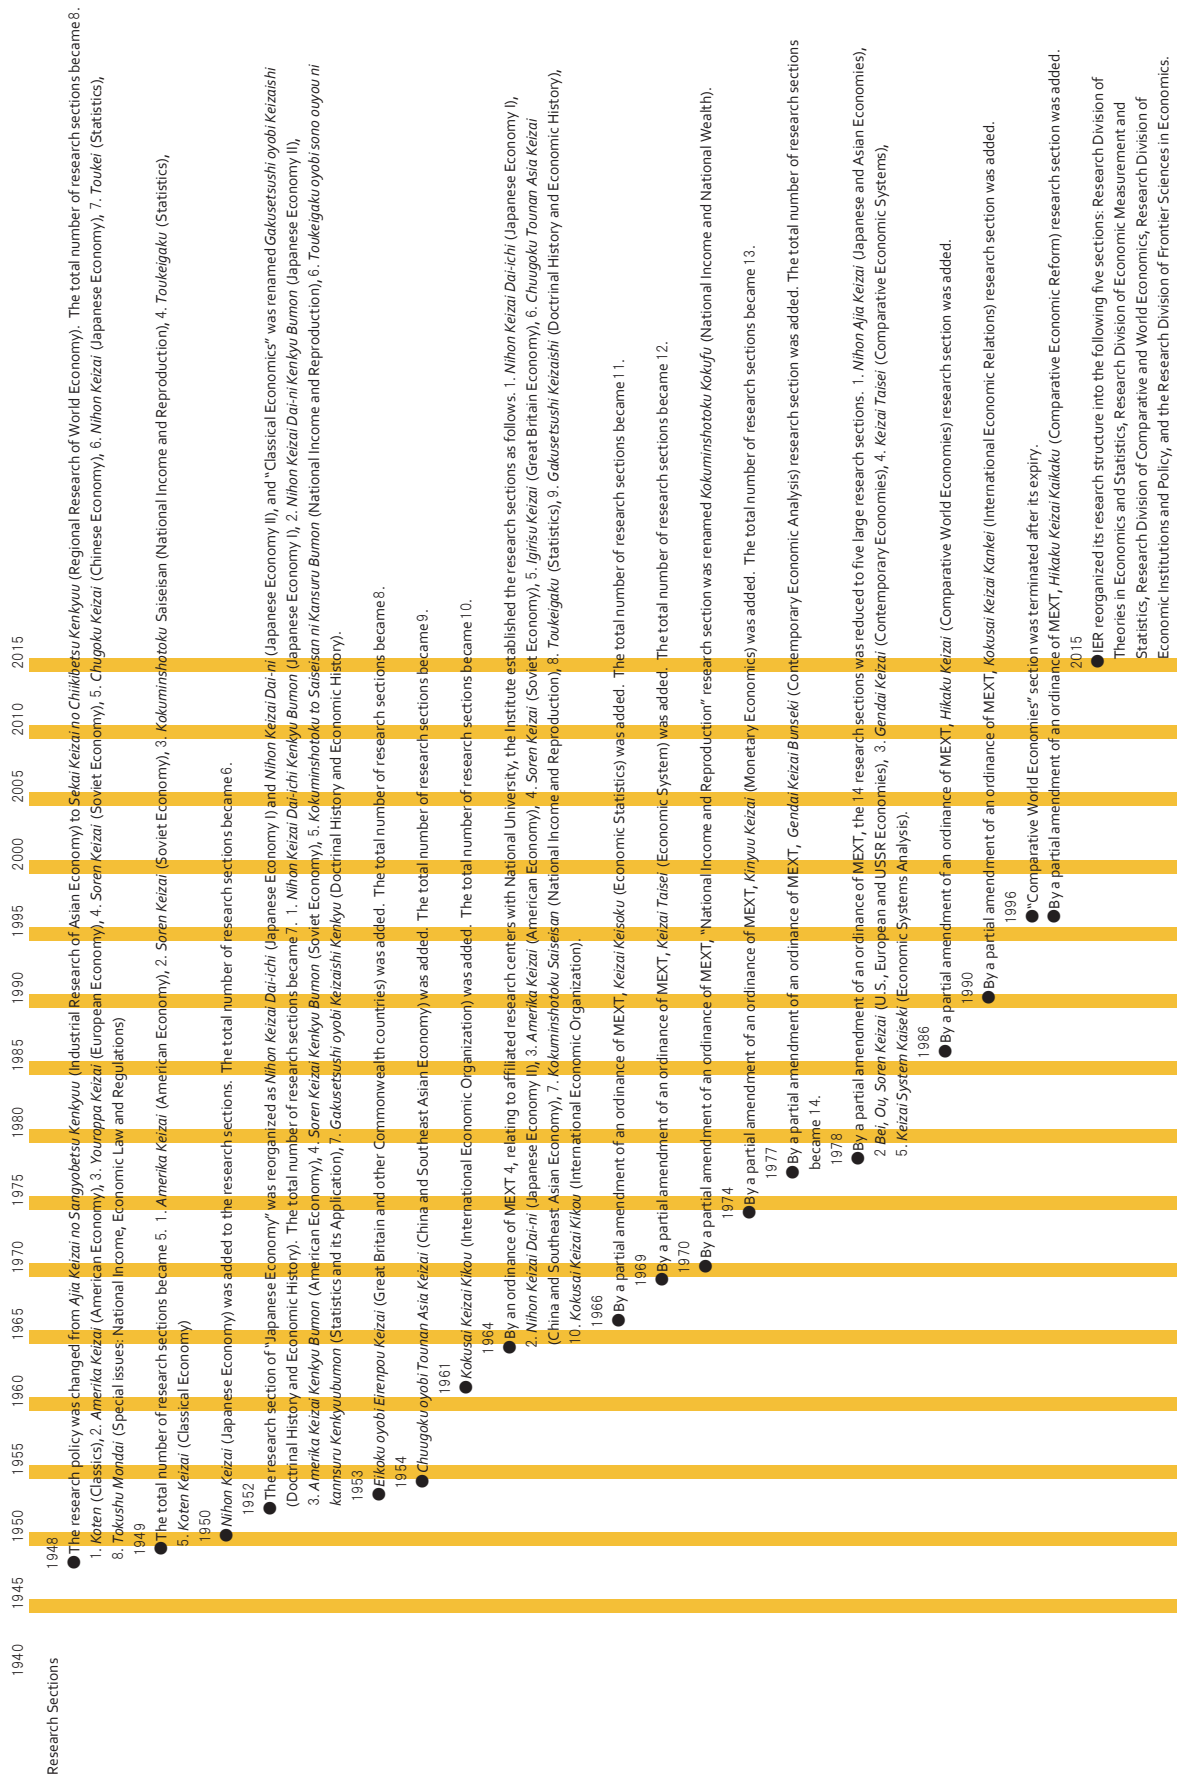 1940 1945 1950 1955 1960 1965 1970 1975 1980 1985 1990 1995 2000 2005 2010 2015
Research Sections
1948
●The research policy was changed from Ajia Keizai no Sangyobetsu Kenkyu (Industrial Research of Asian Economy) to Sekai Keizai no Chiikibetsu Kenkyuu (Regional Research of World Economy). The total number of research sections became 8.
1. Koten (Classics), 2. Amerika Keizai (American Economy), 3. Youroppa Keizai (European Economy), 4. Soren Keizai (Soviet Economy), 5. Chugoku Keizai (Chinese Economy), 6. Nihon Keizai (Japanese Economy), 7. Toukei (Statistics),
8. Tokushu Mondai (Special issues: National Income, Economic Law and Regulations)
1949
●The total number of research sections became 5. 1. Amerika Keizai (American Economy), 2. Soren Keizai (Soviet Economy), 3. Kokuminshotoku Saiseisan (National Income and Reproduction), 4. Toukeigaku (Statistics),
5. Koten Keizai (Classical Economy)
1950
●Nihon Keizai (Japanese Economy) was added to the research sections. The total number of research sections became 6.
1952
●The research section of "Japanese Economy" was reorganized as Nihon Keizai Dai-ichi (Japanese Economy I) and Nihon Keizai Dai-ni (Japanese Economy II), and "Classical Economics" was renamed Gakusetsushi oyobi Keizaishi
(Doctrinal History and Economic History). The total number of research sections became 7. 1. Nihon Keizai Dai-ichi Kenkyu Bumon (Japanese Economy I), 2. Nihon Keizai Dai-ni Kenkyu Bumon (Japanese Economy II),
3. Amerika Keizai Kenkyu Bumon (American Economy), 4. Soren Keizai Kenkyu Bumon (Soviet Economy), 5. Kokuminshotoku to Saiseisan ni Kansuru Bumon (National Income and Reproduction), 6. Toukeigaku oyobi sono ouyou ni
kannsuru Kenkyuubumon (Statistics and its Application), 7. Gakusetsushi oyobi Keizaishi Kenkyu (Doctrinal History and Economic History).
1953
●Eikoku oyobi Eirenpou Keizai (Great Britain and other Commonwealth countries) was added. The total number of research sections became 8.
1954
●Chuugoku oyobi Tounan Asia Keizai (China and Southeast Asian Economy) was added. The total number of research sections became 9.
1961
●Kokusai Keizai Kikou (International Economic Organization) was added. The total number of research sections became 10.
1964
●By an ordinance of MEXT 4, relating to affiliated research centers with National University, the Institute established the research sections as follows. 1. Nihon Keizai Dai-ichi (Japanese Economy I),
2. Nihon Keizai Dai-ni (Japanese Economy II), 3. Amerika Keizai (American Economy), 4. Soren Keizai (Soviet Economy), 5. Igirisu Keizai (Great Britain Economy), 6. Chuugoku Tounan Asia Keizai
(China and Southeast Asian Economy), 7. Kokuminshotoku Saiseisan (National Income and Reproduction), 8. Toukeigaku (Statistics), 9. Gakusetsushi Keizaishi (Doctrinal History and Economic History),
10. Kokusai Keizai Kikou (International Economic Organization).
1966
●By a partial amendment of an ordinance of MEXT, Keizai Keisoku (Economic Statistics) was added. The total number of research sections became 11.
1969
●By a partial amendment of an ordinance of MEXT, Keizai Taisei (Economic System) was added. The total number of research sections became 12.
1970
●By a partial amendment of an ordinance of MEXT, "National Income and Reproduction" research section was renamed Kokuminshotoku Kokufu (National Income and National Wealth).
1974
●By a partial amendment of an ordinance of MEXT, Kinyuu Keizai (Monetary Economics) was added. The total number of research sections became 13.
1977
●By a partial amendment of an ordinance of MEXT, Gendai Keizai Bunseki (Contemporary Economic Analysis) research section was added. The total number of research sections
became 14.
1978
●By a partial amendment of an ordinance of MEXT, the 14 research sections was reduced to five large research sections. 1. Nihon Ajia Keizai (Japanese and Asian Economies),
2 Bei, Ou, Soren Keizai (U.S., European and USSR Economies), 3. Gendai Keizai (Contemporary Economies), 4. Keizai Taisei (Comparative Economic Systems),
5. Keizai System Kaiseki (Economic Systems Analysis).
1986
●By a partial amendment of an ordinance of MEXT, Hikaku Keizai (Comparative World Economies) research section was added.
1990
●By a partial amendment of an ordinance of MEXT, Kokusai Keizai Kankei (International Economic Relations) research section was added.
1996
●"Comparative World Economies" section was terminated after its expiry.
●By a partial amendment of an ordinance of MEXT, Hikaku Keizai Kaikaku (Comparative Economic Reform) research section was added.
2015
●IER reorganized its research structure into the following five sections: Research Division of
Theories in Economics and Statistics, Research Division of Economic Measurement and
Statistics, Research Division of Comparative and World Economics, Research Division of
Economic Institutions and Policy, and the Research Division of Frontier Sciences in Economics.